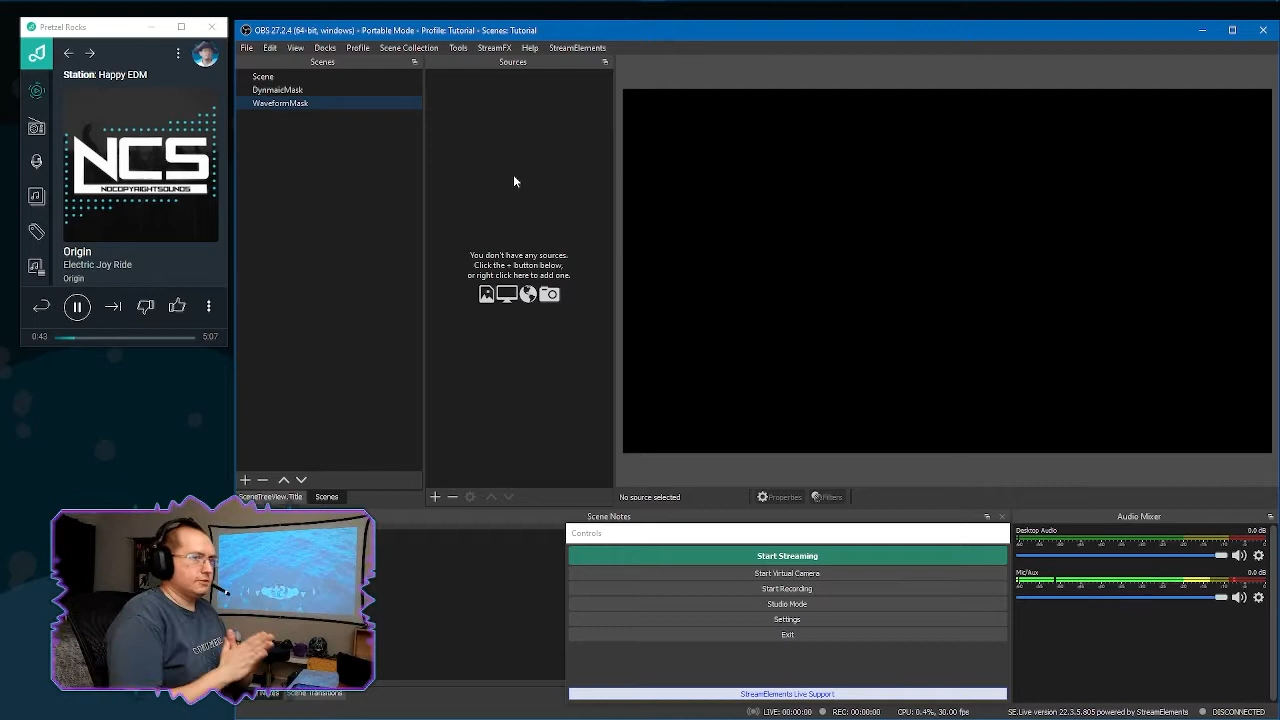 Pretzel Rocks
Station: Happy EDM
NCS
NOCOPYRIGHTSOUNDS
Origin
Electric Joy Ride
Origin
0:43
5:07
OBS 27.2.4 (64-bit, windows) - Portable Mode - Profile: Tutorial - Scenes: Tutorial
File Edit View Docks Profile Scene Collection Tools StreamFX Help StreamElements
Scenes
Sources
Scene
DynmaicMask
WaveformMask
You don't have any sources.
Click the + button below,
or right click here to add one.
SceneTreeView.Title
Scenes
No source selected
Properties
Filters
Scene Notes
Controls
Start Streaming
Start Virtual Camera
Start Recording
Studio Mode
Settings
Exit
StreamElements Live Support
Audio Mixer
Desktop Audio
0.0 dB
Mic/Aux
0.0 dB
Scene Transitions
LIVE: 00:00:00
REC: 00:00:00
CPU: 0.4%, 30.00 fps
SE.Live version 22.3.5.805 powered by StreamElements
DISCONNECTED